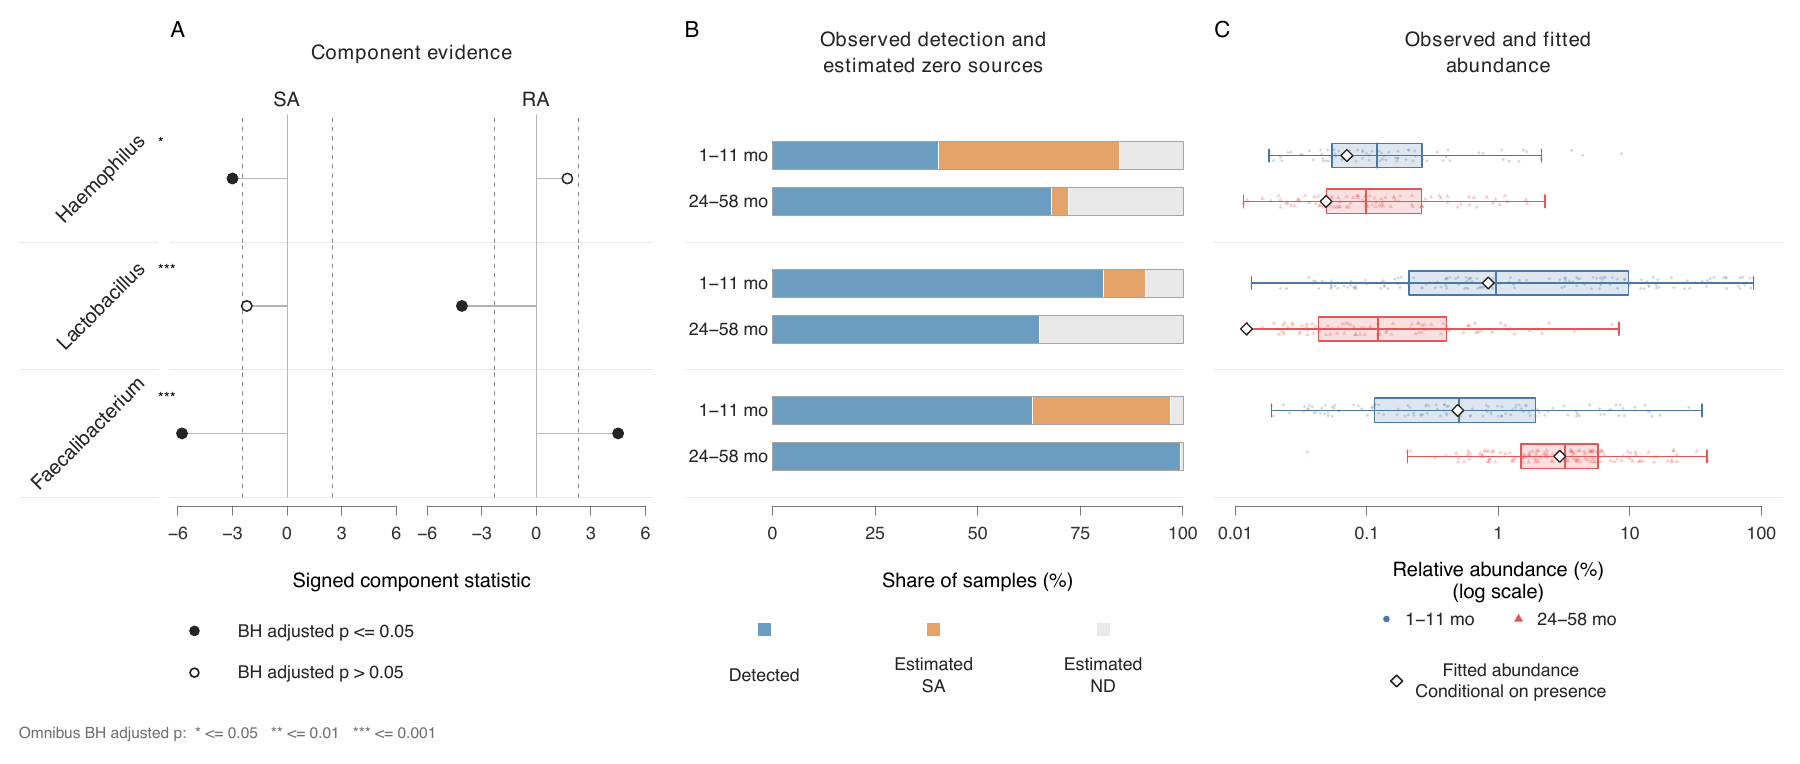 A
Component evidence
SA
RA
Haemophilus *
Lactobacillus ***
Faecalibacterium ***
−6 −3 0 3 6 −6 −3 0 3 6
Signed component statistic
BH adjusted p <= 0.05
BH adjusted p > 0.05
B
Observed detection and
estimated zero sources
1−11 mo
24−58 mo
1−11 mo
24−58 mo
1−11 mo
24−58 mo
0 25 50 75 100
Share of samples (%)
Detected
Estimated
SA
Estimated
ND
C
Observed and fitted
abundance
0.01 0.1 1 10 100
Relative abundance (%)
(log scale)
1−11 mo 24−58 mo
Fitted abundance
Conditional on presence
Omnibus BH adjusted p: * <= 0.05 ** <= 0.01 *** <= 0.001